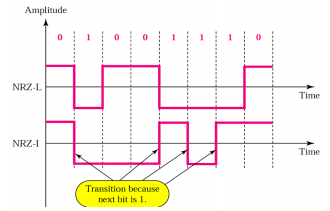 Amplitude
0 1 0 0 1 1 1 0
NRZ-L
Time
NRZ-I
Time
Transition because
next bit is 1.